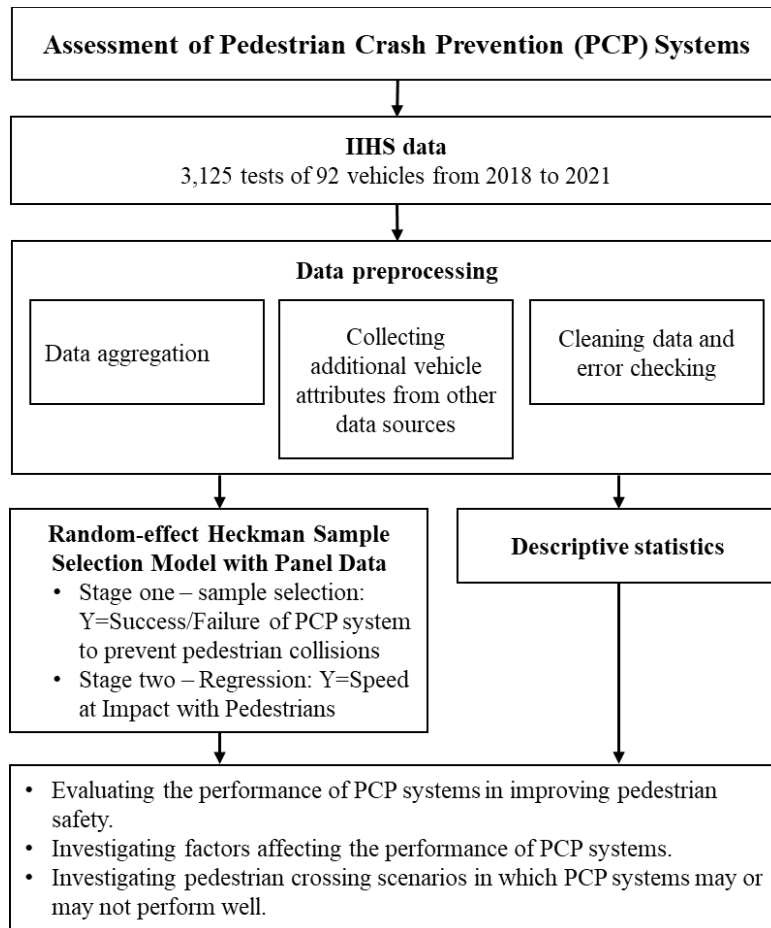 Assessment of Pedestrian Crash Prevention (PCP) Systems
IIHS data
3,125 tests of 92 vehicles from 2018 to 2021
Data preprocessing
Data aggregation
Collecting
additional vehicle
attributes from other
data sources
Cleaning data and
error checking
Random-effect Heckman Sample
Selection Model with Panel Data
• Stage one – sample selection:
Y=Success/Failure of PCP system
to prevent pedestrian collisions
• Stage two – Regression: Y=Speed
at Impact with Pedestrians
Descriptive statistics
• Evaluating the performance of PCP systems in improving pedestrian
safety.
• Investigating factors affecting the performance of PCP systems.
• Investigating pedestrian crossing scenarios in which PCP systems may or
may not perform well.